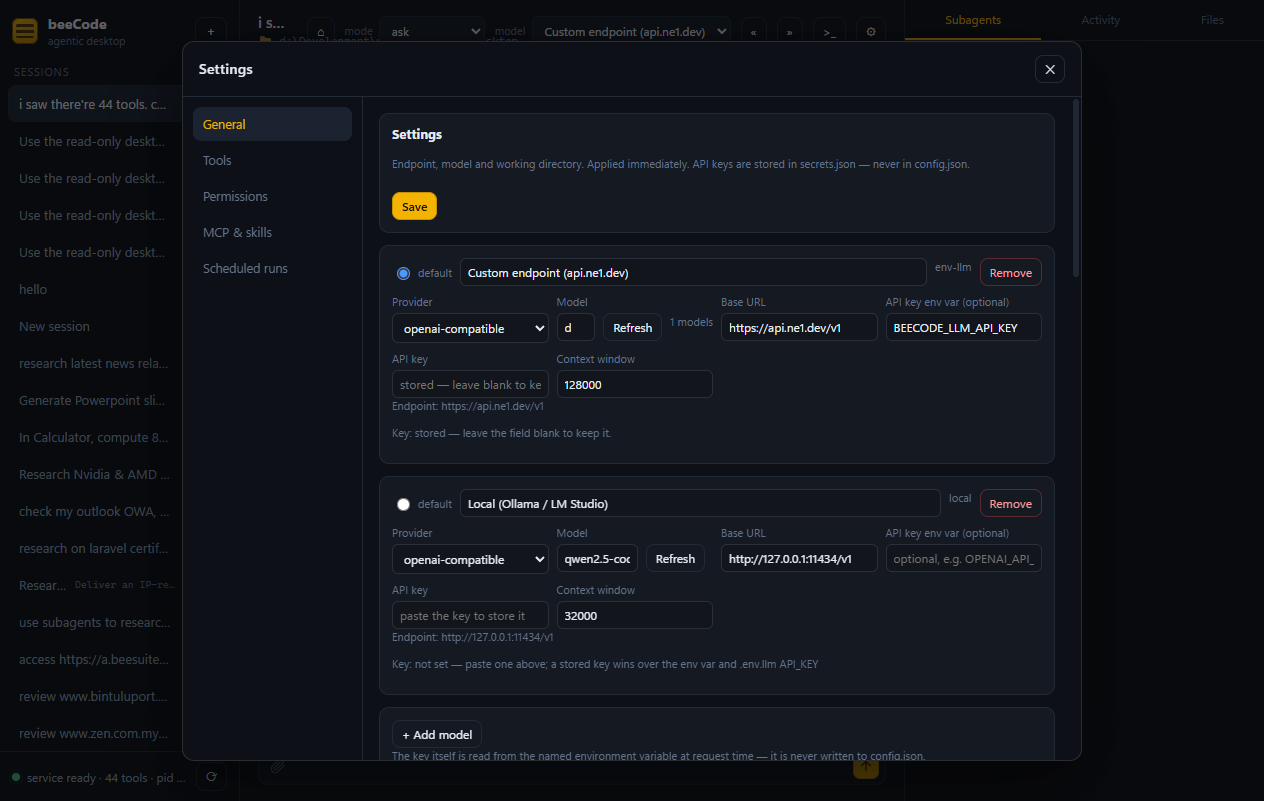 beeCode
agentic desktop
+
i s...
mode
ask
model
Custom endpoint (api.ne1.dev)
«
»
>_
Subagents
Activity
Files
SESSIONS
i saw there're 44 tools. c...
Use the read-only deskt...
Use the read-only deskt...
Use the read-only deskt...
Use the read-only deskt...
hello
New session
research latest news rela...
Generate Powerpoint sli...
In Calculator, compute 8...
Research Nvidia & AMD ...
check my outlook OWA, ...
research on laravel certif...
Resear... Deliver an IP-re...
use subagents to researc...
access https://a.beesuite...
review www.bintuluport....
review www.zen.com.my...
service ready · 44 tools · pid ...
Settings
General
Tools
Permissions
MCP & skills
Scheduled runs
Settings
Endpoint, model and working directory. Applied immediately. API keys are stored in secrets.json — never in config.json.
Save
default
Custom endpoint (api.ne1.dev)
env-llm
Remove
Provider
Model
Base URL
API key env var (optional)
openai-compatible
d
Refresh
1 models
https://api.ne1.dev/v1
BEECODE_LLM_API_KEY
API key
Context window
stored — leave blank to ke
128000
Endpoint: https://api.ne1.dev/v1
Key: stored — leave the field blank to keep it.
default
Local (Ollama / LM Studio)
local
Remove
Provider
Model
Base URL
API key env var (optional)
openai-compatible
qwen2.5-coc
Refresh
http://127.0.0.1:11434/v1
optional, e.g. OPENAI_API_
API key
Context window
paste the key to store it
32000
Endpoint: http://127.0.0.1:11434/v1
Key: not set — paste one above; a stored key wins over the env var and .env.llm API_KEY
+ Add model
The key itself is read from the named environment variable at request time — it is never written to config.json.